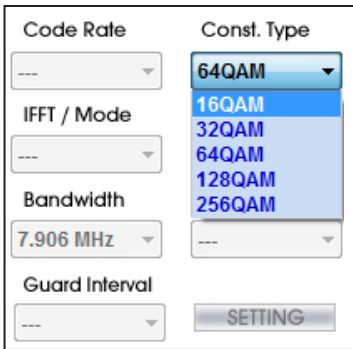 Code Rate Const. Type
--- 64QAM
16QAM
IFFT / Mode 32QAM
64QAM
--- 128QAM
Bandwidth 256QAM
7.906 MHz ---
Guard Interval
--- SETTING